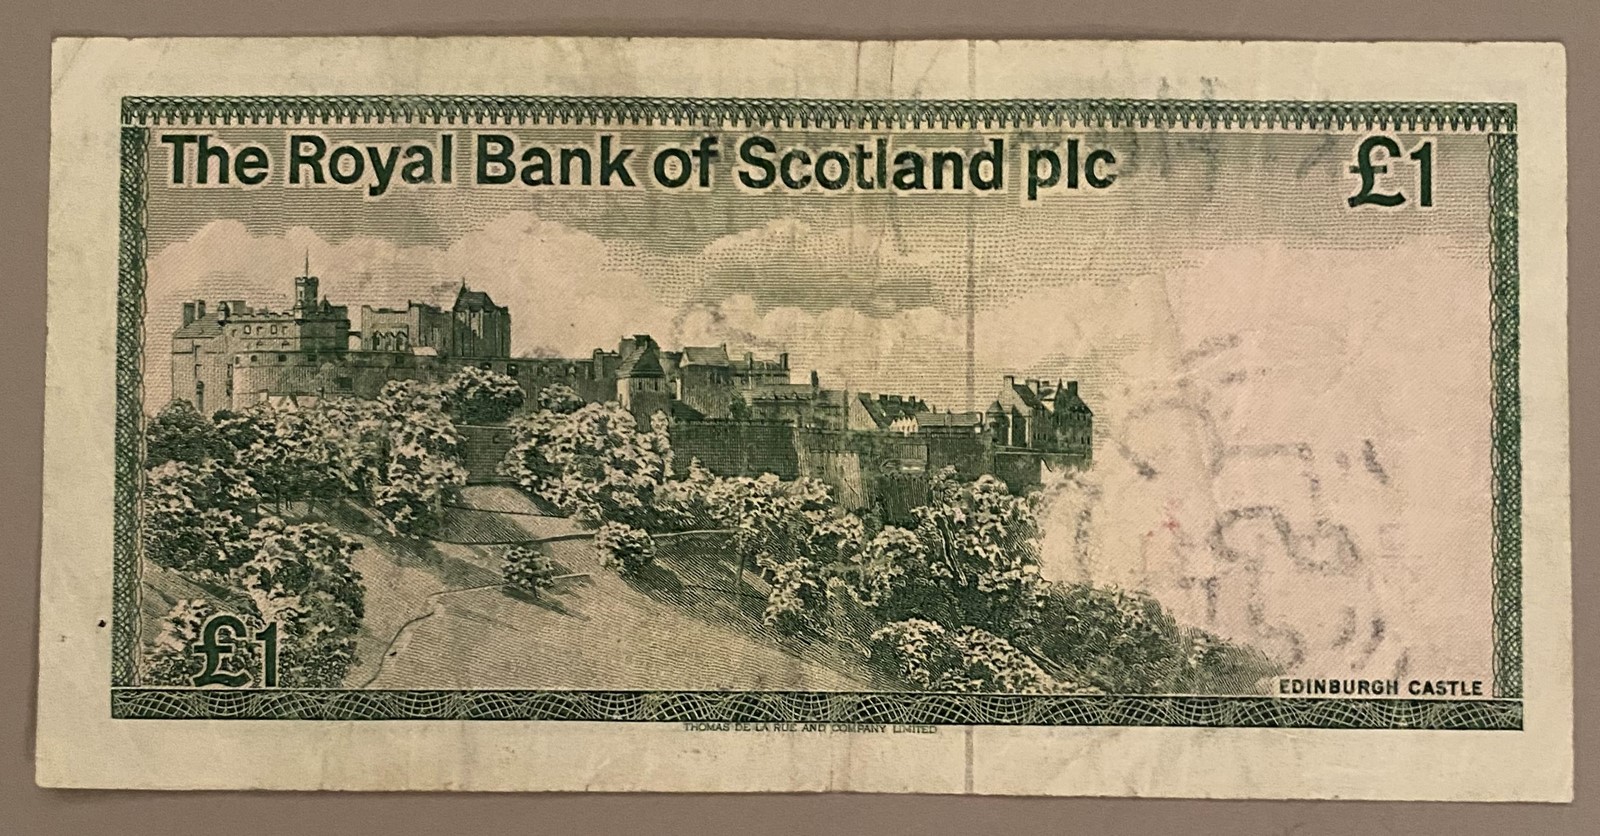 The Royal Bank of Scotland plc £1
£1
EDINBURGH CASTLE
THOMAS DE LA RUE AND COMPANY LIMITED